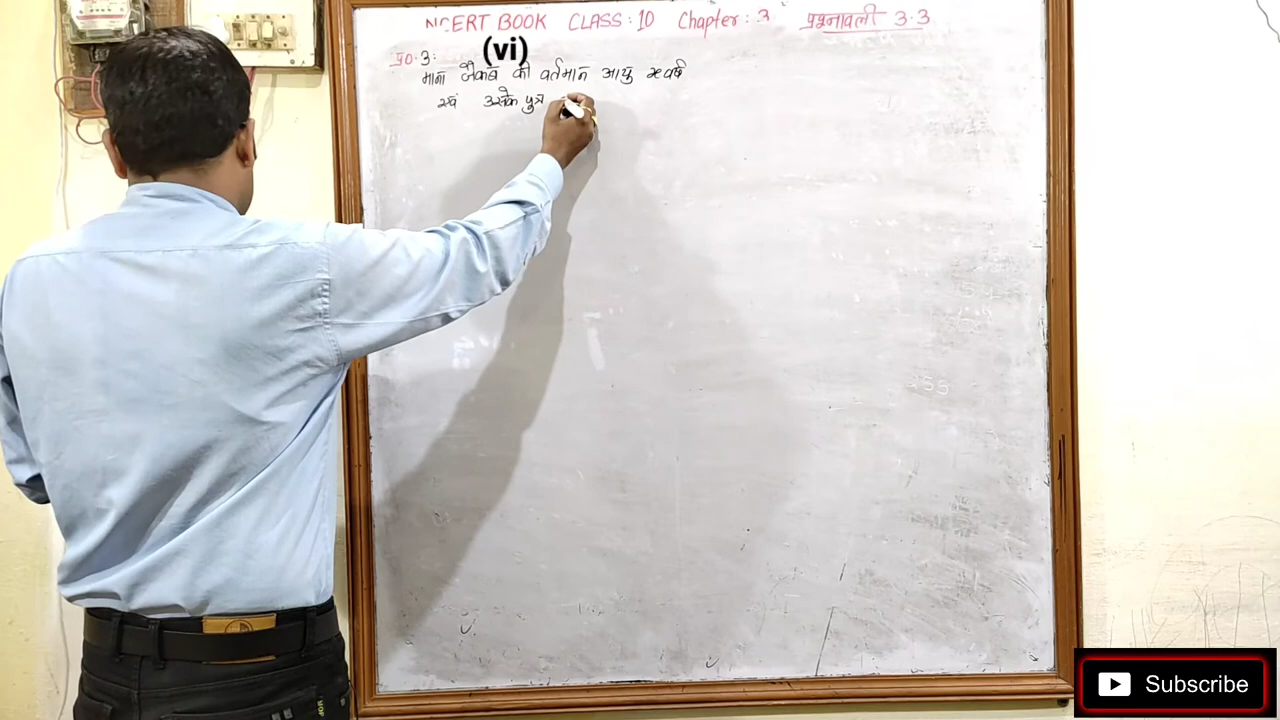 NCERT BOOK CLASS: 10 Chapter: 3 प्रश्नावली 3.3
प्र0.3: (vi)
माना जैकब की वर्तमान आयु x वर्ष
एवं उसके पुत्र
Subscribe